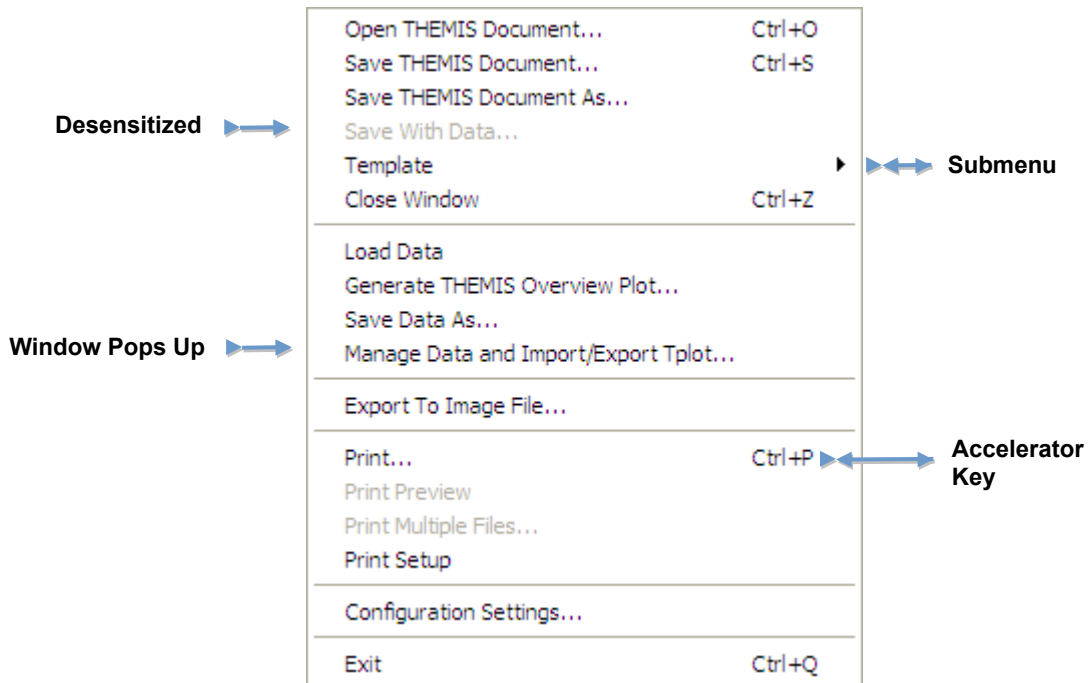 Open THEMIS Document... Ctrl+O
Save THEMIS Document... Ctrl+S
Save THEMIS Document As...
Desensitized
Save With Data...
Template
Submenu
Close Window Ctrl+Z
Load Data
Generate THEMIS Overview Plot...
Save Data As...
Window Pops Up
Manage Data and Import/Export Tplot...
Export To Image File...
Print... Ctrl+P
Accelerator
Key
Print Preview
Print Multiple Files...
Print Setup
Configuration Settings...
Exit Ctrl+Q